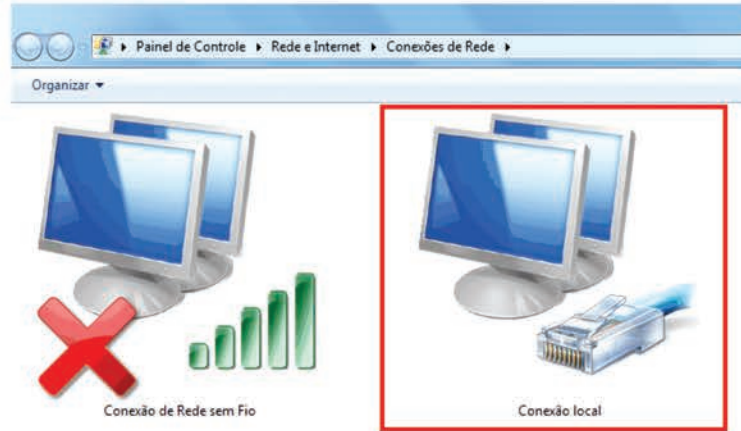 Painel de Controle ▸ Rede e Internet ▸ Conexões de Rede ▸
Organizar ▼
Conexão de Rede sem Fio
Conexão local